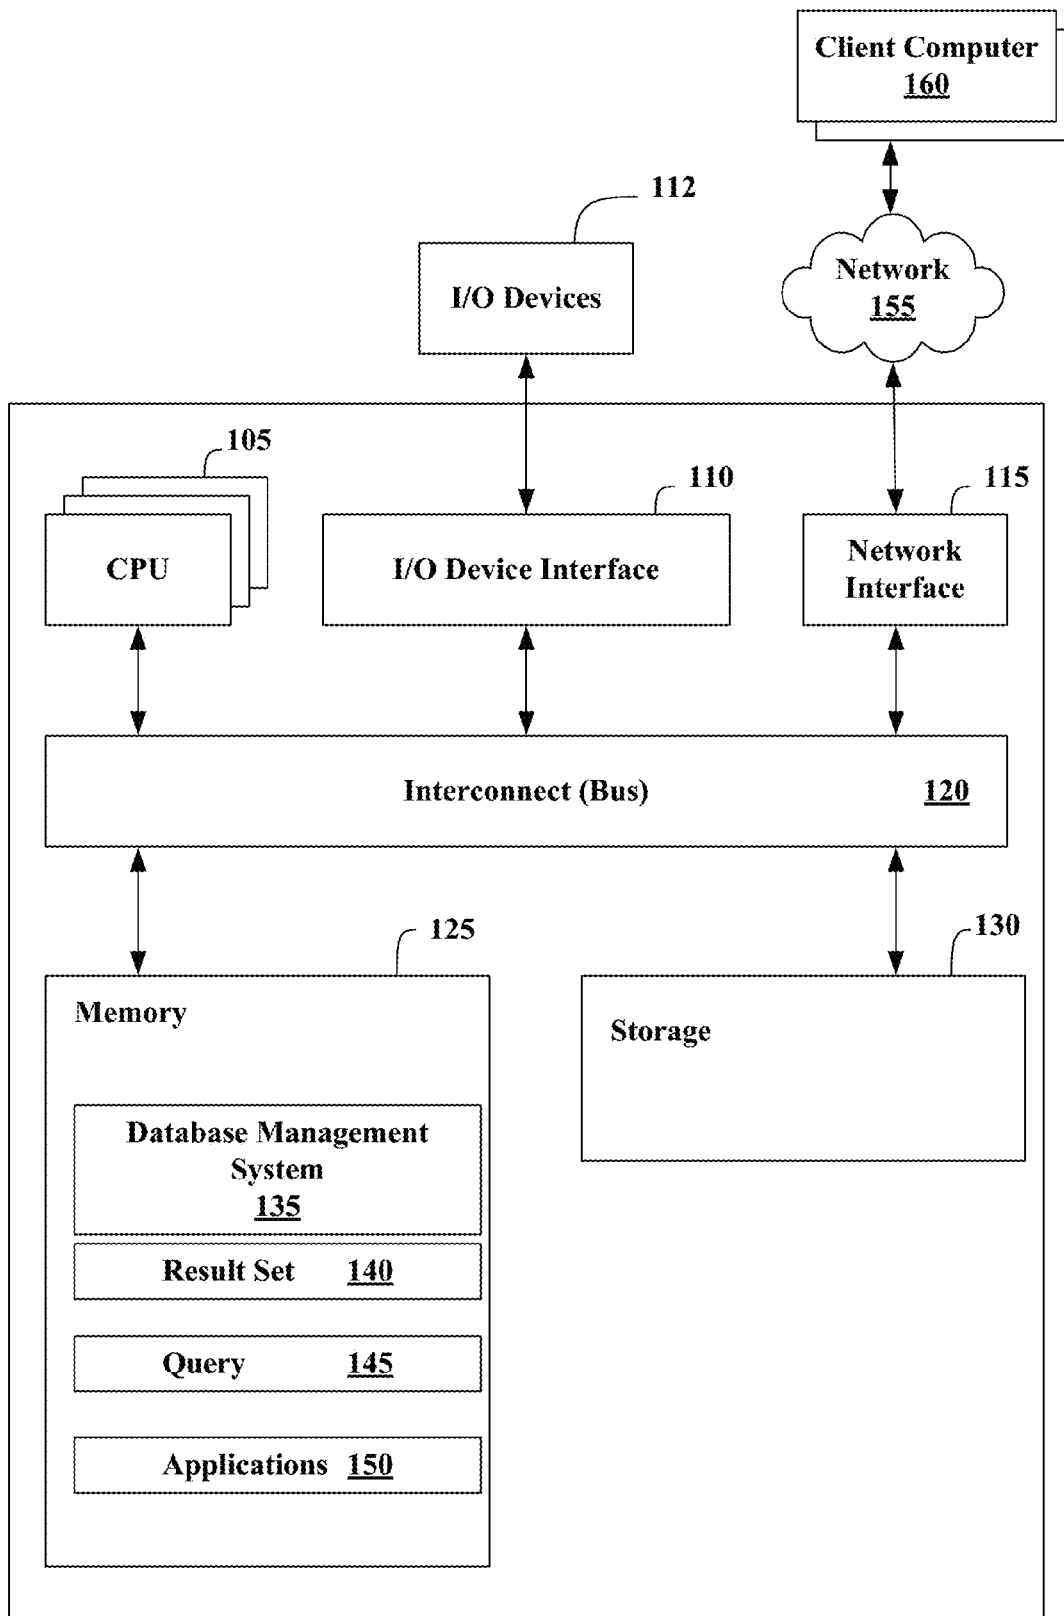 Client Computer
160
112
I/O Devices
Network
155
105
110
115
CPU
I/O Device Interface
Network
Interface
Interconnect (Bus) 120
125
130
Memory
Storage
Database Management
System
135
Result Set 140
Query 145
Applications 150